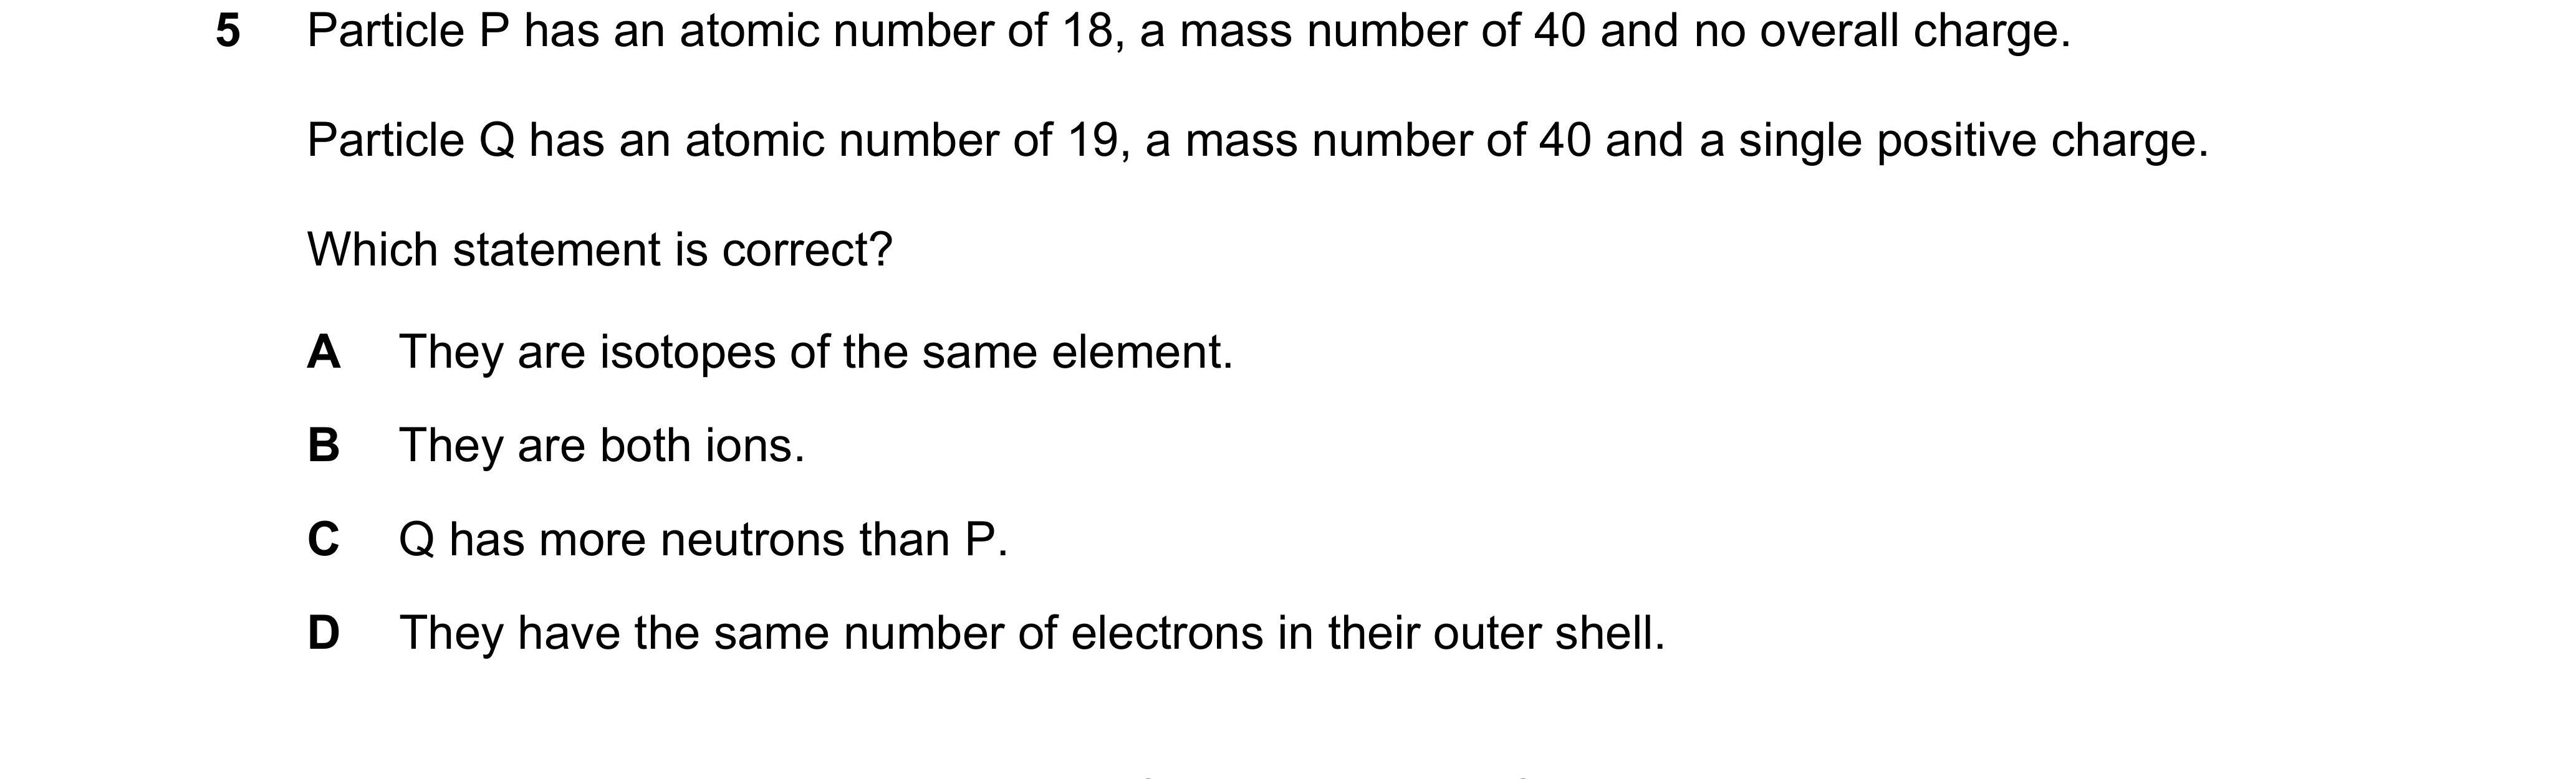 5 Particle P has an atomic number of 18, a mass number of 40 and no overall charge.
Particle Q has an atomic number of 19, a mass number of 40 and a single positive charge.
Which statement is correct?
A They are isotopes of the same element.
B They are both ions.
C Q has more neutrons than P.
D They have the same number of electrons in their outer shell.